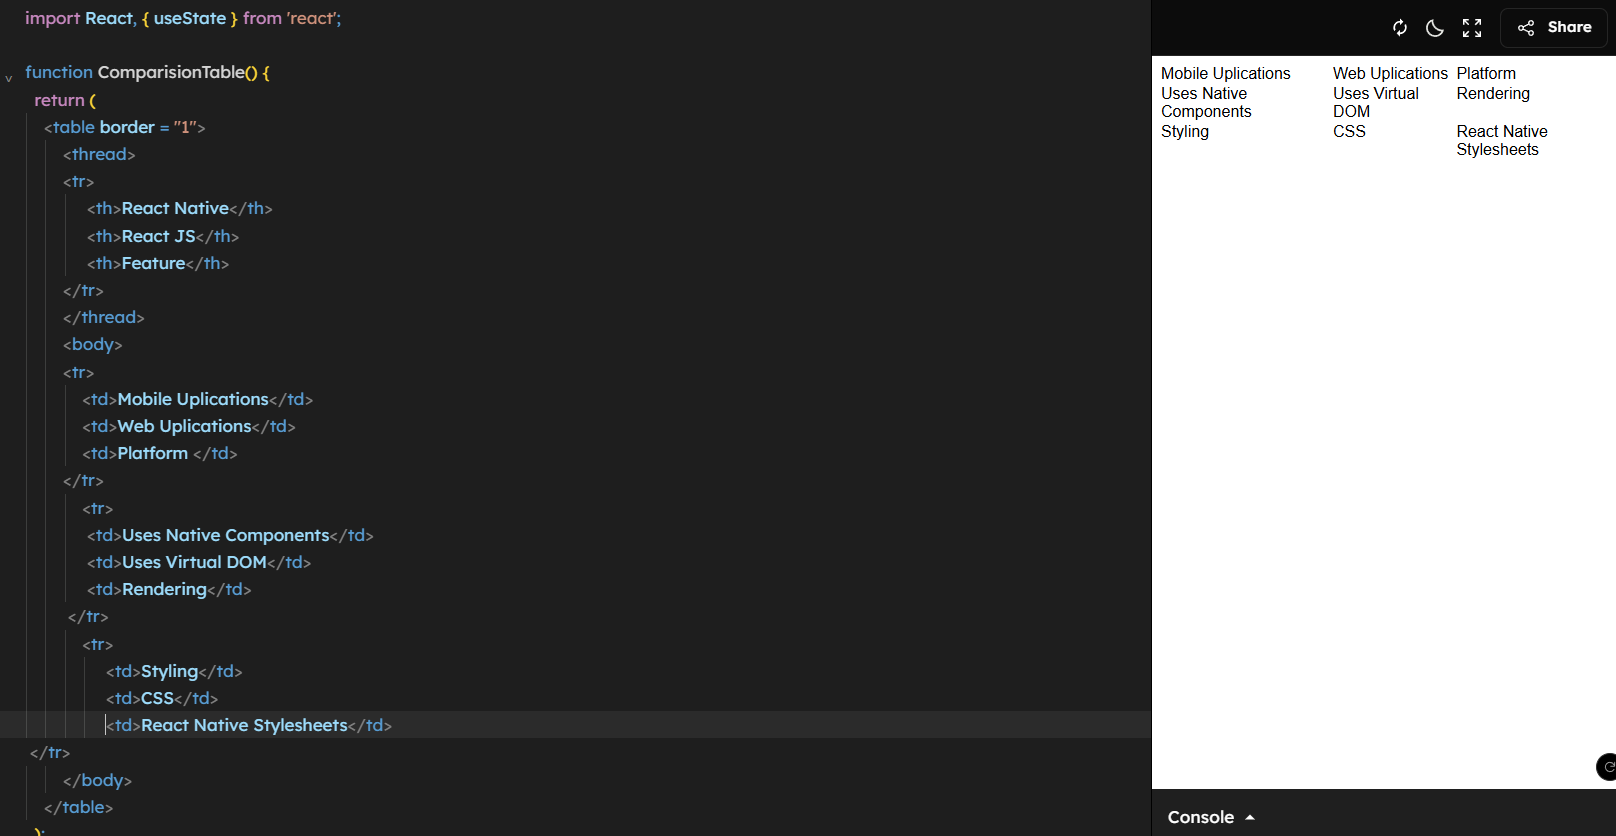 import React, { useState } from 'react';
function ComparisionTable() {
return (
<table border = "1">
<thread>
<tr>
<th>React Native</th>
<th>React JS</th>
<th>Feature</th>
</tr>
</thread>
<body>
<tr>
<td>Mobile Uplications</td>
<td>Web Uplications</td>
<td>Platform </td>
</tr>
<tr>
<td>Uses Native Components</td>
<td>Uses Virtual DOM</td>
<td>Rendering</td>
</tr>
<tr>
<td>Styling</td>
<td>CSS</td>
<td>React Native Stylesheets</td>
</tr>
</body>
</table>
);
Share
Mobile Uplications Web Uplications Platform
Uses Native Uses Virtual Rendering
Components DOM
Styling CSS React Native
Stylesheets
Console